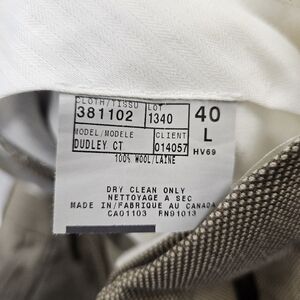 CLOTH/TISSU LOT
381102 1340 40
MODEL/MODELE CLIENT L
DUDLEY CT 014057 HV69
100% WOOL/LAINE
DRY CLEAN ONLY
NETTOYAGE A SEC
MADE IN/FABRIQUE AU CANADA
CA01103 RN91013